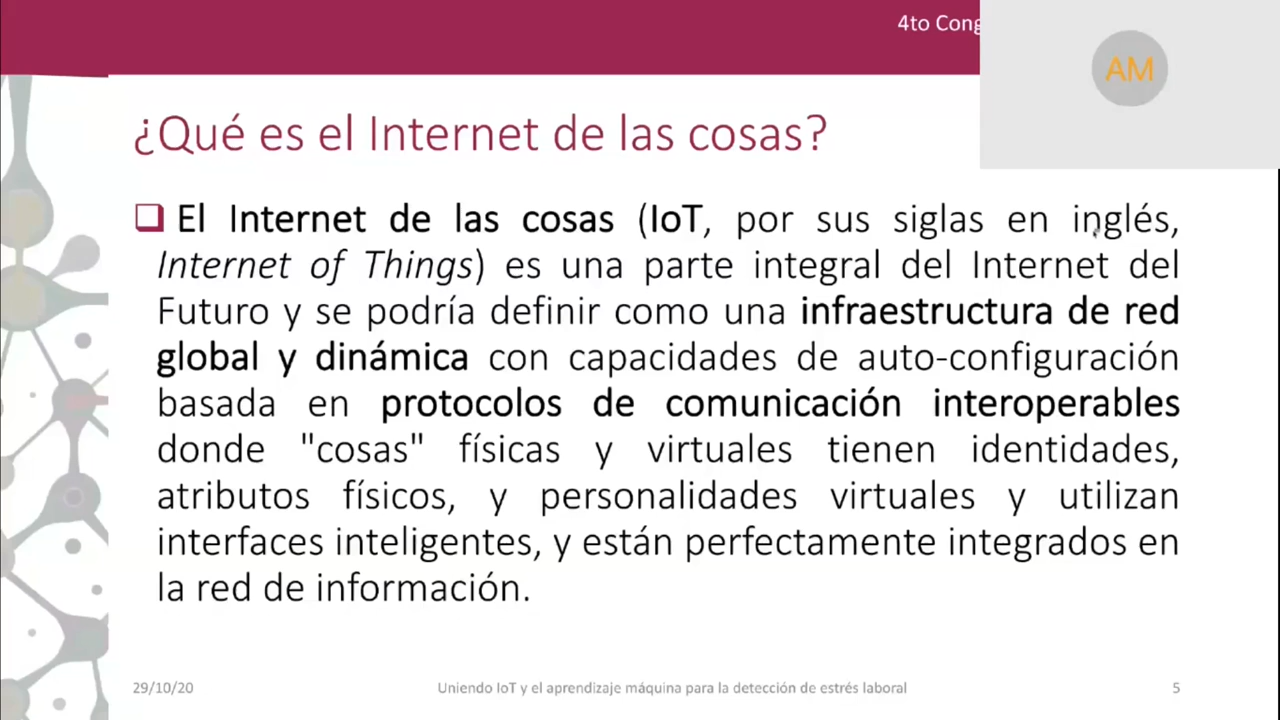 4to Cong
AM
¿Qué es el Internet de las cosas?
El Internet de las cosas (IoT, por sus siglas en inglés,
Internet of Things) es una parte integral del Internet del
Futuro y se podría definir como una infraestructura de red
global y dinámica con capacidades de auto-configuración
basada en protocolos de comunicación interoperables
donde "cosas" físicas y virtuales tienen identidades,
atributos físicos, y personalidades virtuales y utilizan
interfaces inteligentes, y están perfectamente integrados en
la red de información.
29/10/20 Uniendo IoT y el aprendizaje máquina para la detección de estrés laboral 5